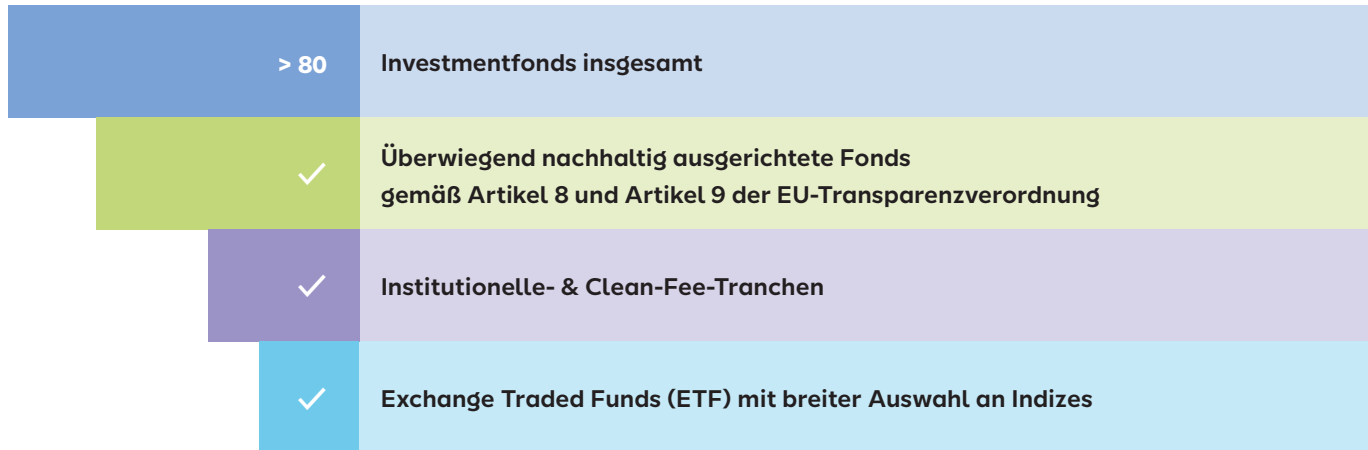 > 80
Investmentfonds insgesamt
Überwiegend nachhaltig ausgerichtete Fonds
gemäß Artikel 8 und Artikel 9 der EU-Transparenzverordnung
Institutionelle- & Clean-Fee-Tranchen
Exchange Traded Funds (ETF) mit breiter Auswahl an Indizes